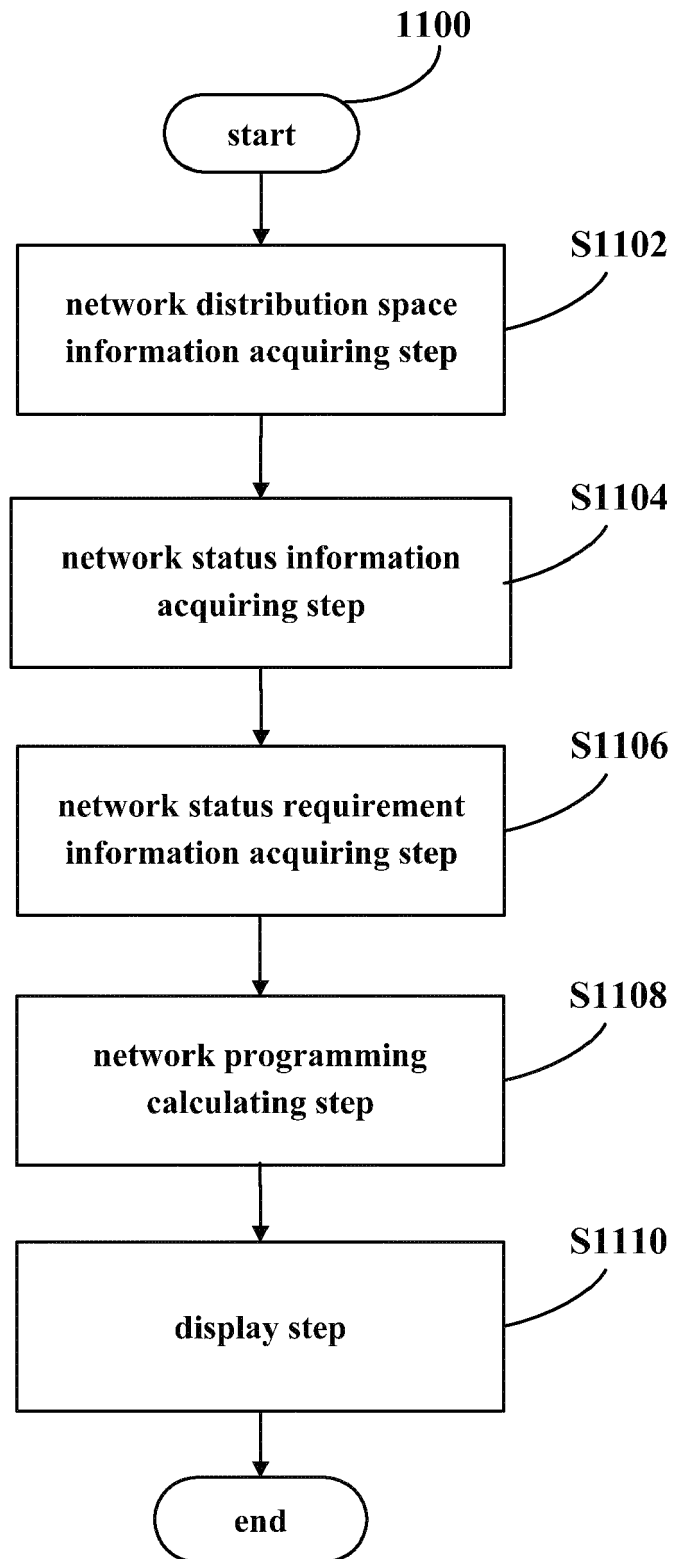 1100
start
S1102
network distribution space
information acquiring step
S1104
network status information
acquiring step
S1106
network status requirement
information acquiring step
S1108
network programming
calculating step
S1110
display step
end